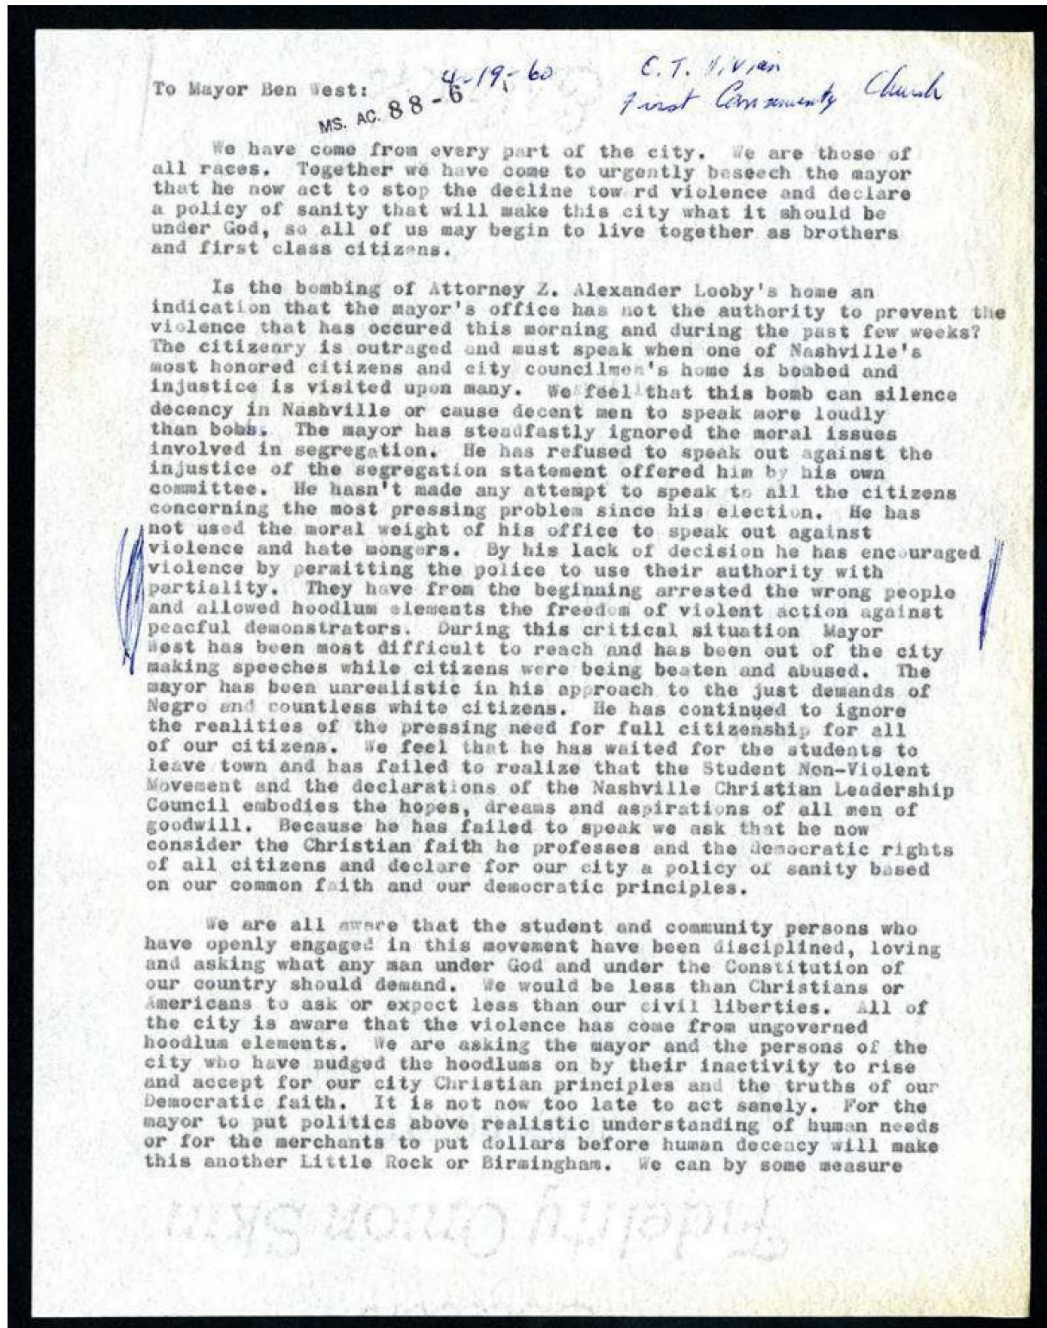 To Mayor Ben West:
4-19-60
C. T. Vivian
First Community Church
MS. AC. 88-6
We have come from every part of the city. We are those of
all races. Together we have come to urgently beseech the mayor
that he now act to stop the decline tow rd violence and declare
a policy of sanity that will make this city what it should be
under God, so all of us may begin to live together as brothers
and first class citizens.
Is the bombing of Attorney Z. Alexander Looby's home an
indication that the mayor's office has not the authority to prevent the
violence that has occured this morning and during the past few weeks?
The citizenry is outraged and must speak when one of Nashville's
most honored citizens and city councilmen's home is bombed and
injustice is visited upon many. We feel that this bomb can silence
decency in Nashville or cause decent men to speak more loudly
than bombs. The mayor has steadfastly ignored the moral issues
involved in segregation. He has refused to speak out against the
injustice of the segregation statement offered him by his own
committee. He hasn't made any attempt to speak to all the citizens
concerning the most pressing problem since his election. He has
not used the moral weight of his office to speak out against
violence and hate mongers. By his lack of decision he has encouraged
violence by permitting the police to use their authority with
partiality. They have from the beginning arrested the wrong people
and allowed hoodlum elements the freedom of violent action against
peacful demonstrators. During this critical situation Mayor
West has been most difficult to reach and has been out of the city
making speeches while citizens were being beaten and abused. The
mayor has been unrealistic in his approach to the just demands of
Negro and countless white citizens. He has continued to ignore
the realities of the pressing need for full citizenship for all
of our citizens. We feel that he has waited for the students to
leave town and has failed to realize that the Student Non-Violent
Movement and the declarations of the Nashville Christian Leadership
Council embodies the hopes, dreams and aspirations of all men of
goodwill. Because he has failed to speak we ask that he now
consider the Christian faith he professes and the democratic rights
of all citizens and declare for our city a policy of sanity based
on our common faith and our democratic principles.
We are all aware that the student and community persons who
have openly engaged in this movement have been disciplined, loving
and asking what any man under God and under the Constitution of
our country should demand. We would be less than Christians or
Americans to ask or expect less than our civil liberties. All of
the city is aware that the violence has come from ungoverned
hoodlum elements. We are asking the mayor and the persons of the
city who have nudged the hoodlums on by their inactivity to rise
and accept for our city Christian principles and the truths of our
Democratic faith. It is not now too late to act sanely. For the
mayor to put politics above realistic understanding of human needs
or for the merchants to put dollars before human decency will make
this another Little Rock or Birmingham. We can by some measure
Fidelity Onion Skin